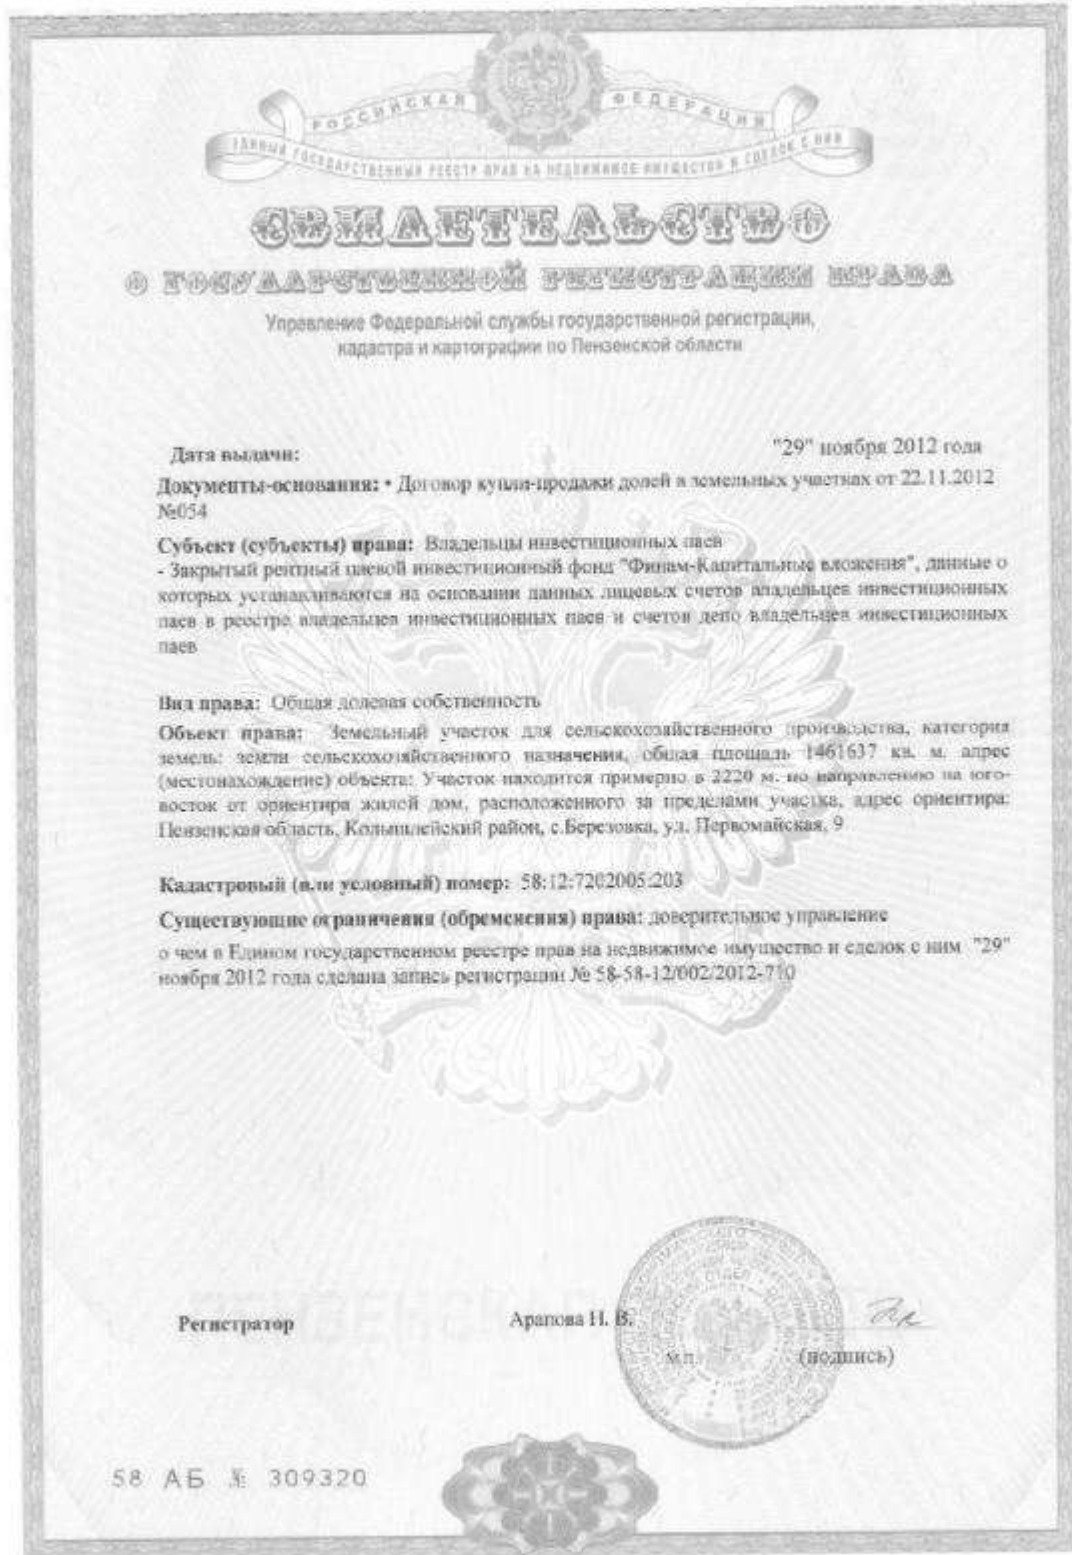 РОССИЙСКАЯ ФЕДЕРАЦИЯ
ЕДИНЫЙ ГОСУДАРСТВЕННЫЙ РЕЕСТР ПРАВ НА НЕДВИЖИМОЕ ИМУЩЕСТВО И СДЕЛОК С НИМ
СВИДЕТЕЛЬСТВО
О ГОСУДАРСТВЕННОЙ РЕГИСТРАЦИИ ПРАВА
Управление Федеральной службы государственной регистрации,
кадастра и картографии по Пензенской области
Дата выдачи: "29" ноября 2012 года
Документы-основания: • Договор купли-продажи долей в земельных участках от 22.11.2012
№054
Субъект (субъекты) права: Владельцы инвестиционных паев
- Закрытый рентный паевой инвестиционный фонд "Финам-Капитальные вложения", данные о
которых устанавливаются на основании данных лицевых счетов владельцев инвестиционных
паев в реестре владельцев инвестиционных паев и счетов депо владельцев инвестиционных
паев
Вид права: Общая долевая собственность
Объект права: Земельный участок для сельскохозяйственного производства, категория
земель: земли сельскохозяйственного назначения, общая площадь 1461637 кв. м. адрес
(местонахождение) объекта: Участок находится примерно в 2220 м. по направлению на юго-
восток от ориентира жилой дом, расположенного за пределами участка, адрес ориентира:
Пензенская область, Колышлейский район, с.Березовка, ул. Первомайская, 9
Кадастровый (или условный) номер: 58:12:7202005:203
Существующие ограничения (обременения) права: доверительное управление
о чем в Едином государственном реестре прав на недвижимое имущество и сделок с ним "29"
ноября 2012 года сделана запись регистрации № 58-58-12/002/2012-710
Регистратор Арапова Н. В.
м.п. (подпись)
58 АБ № 309320